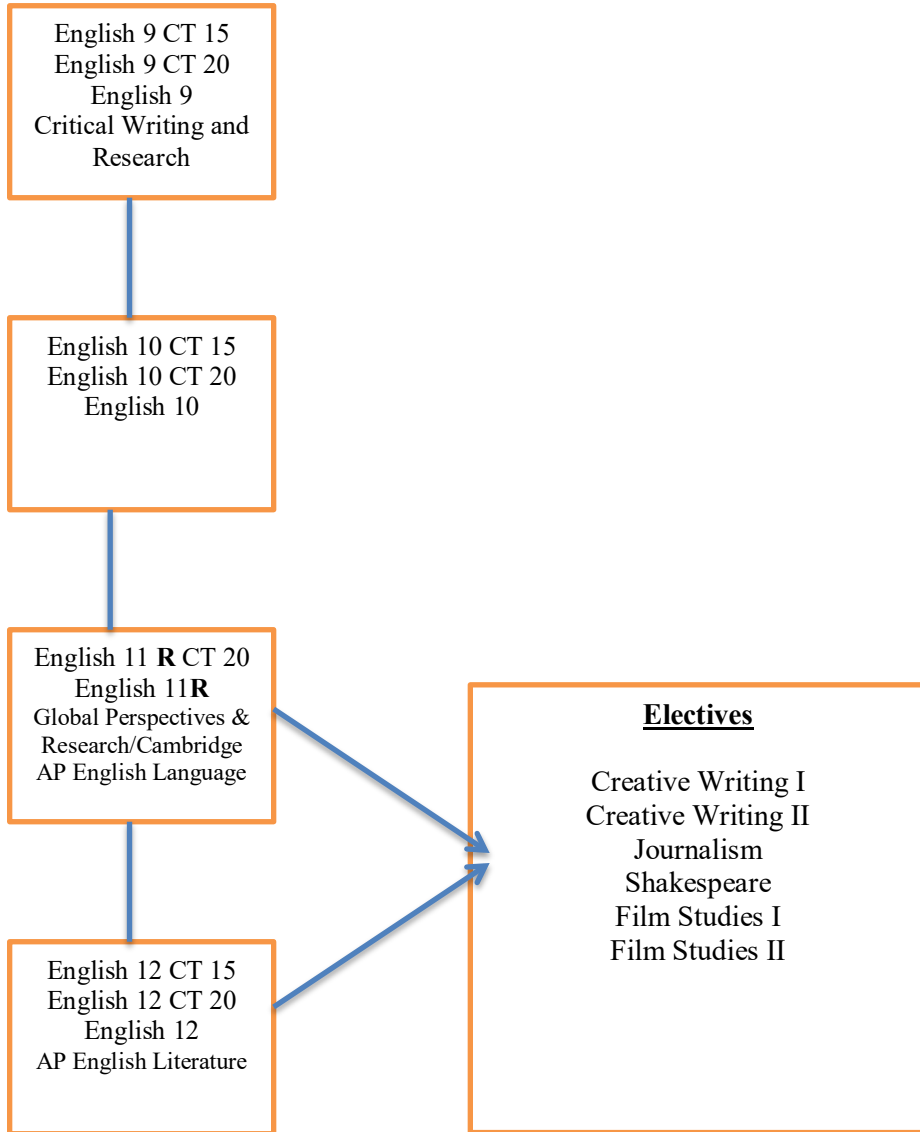 English 9 CT 15
English 9 CT 20
English 9
Critical Writing and
Research
English 10 CT 15
English 10 CT 20
English 10
English 11 R CT 20
English 11R
Global Perspectives &
Research/Cambridge
AP English Language
Electives
Creative Writing I
Creative Writing II
Journalism
Shakespeare
Film Studies I
Film Studies II
English 12 CT 15
English 12 CT 20
English 12
AP English Literature